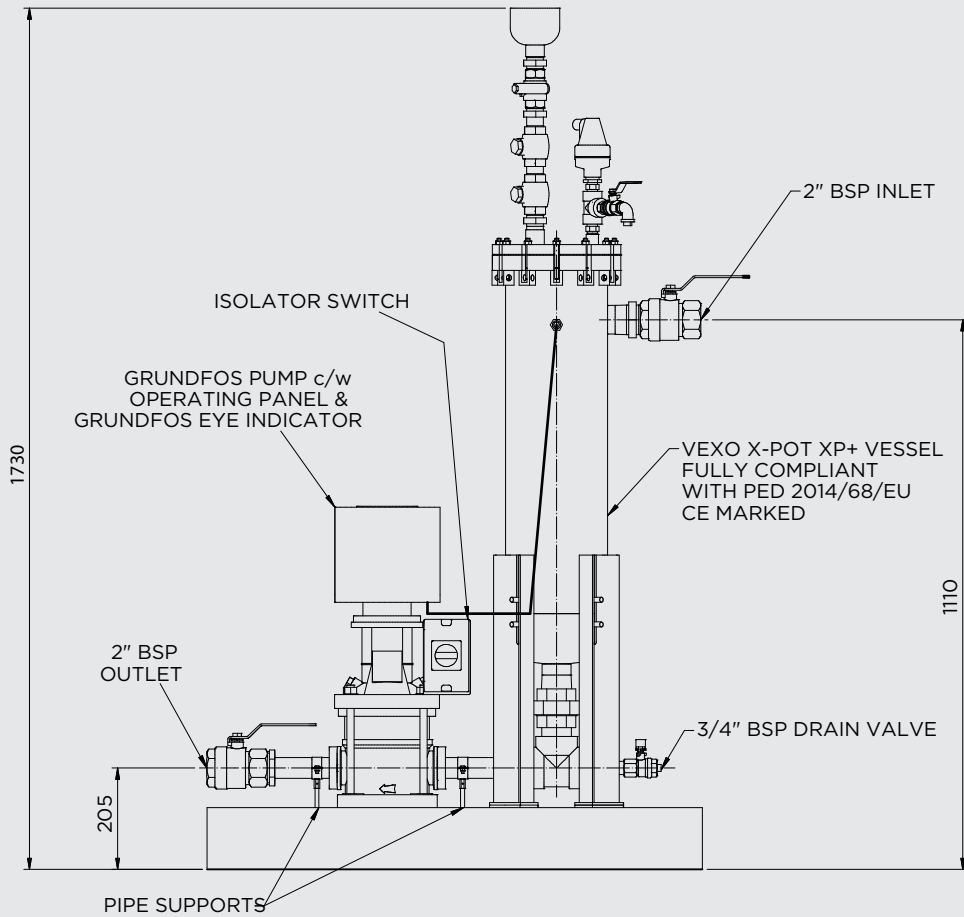 2" BSP INLET
ISOLATOR SWITCH
GRUNDFOS PUMP c/w
OPERATING PANEL &
GRUNDFOS EYE INDICATOR
1730
VEXO X-POT XP+ VESSEL
FULLY COMPLIANT
WITH PED 2014/68/EU
CE MARKED
1110
2" BSP
OUTLET
3/4" BSP DRAIN VALVE
205
PIPE SUPPORTS